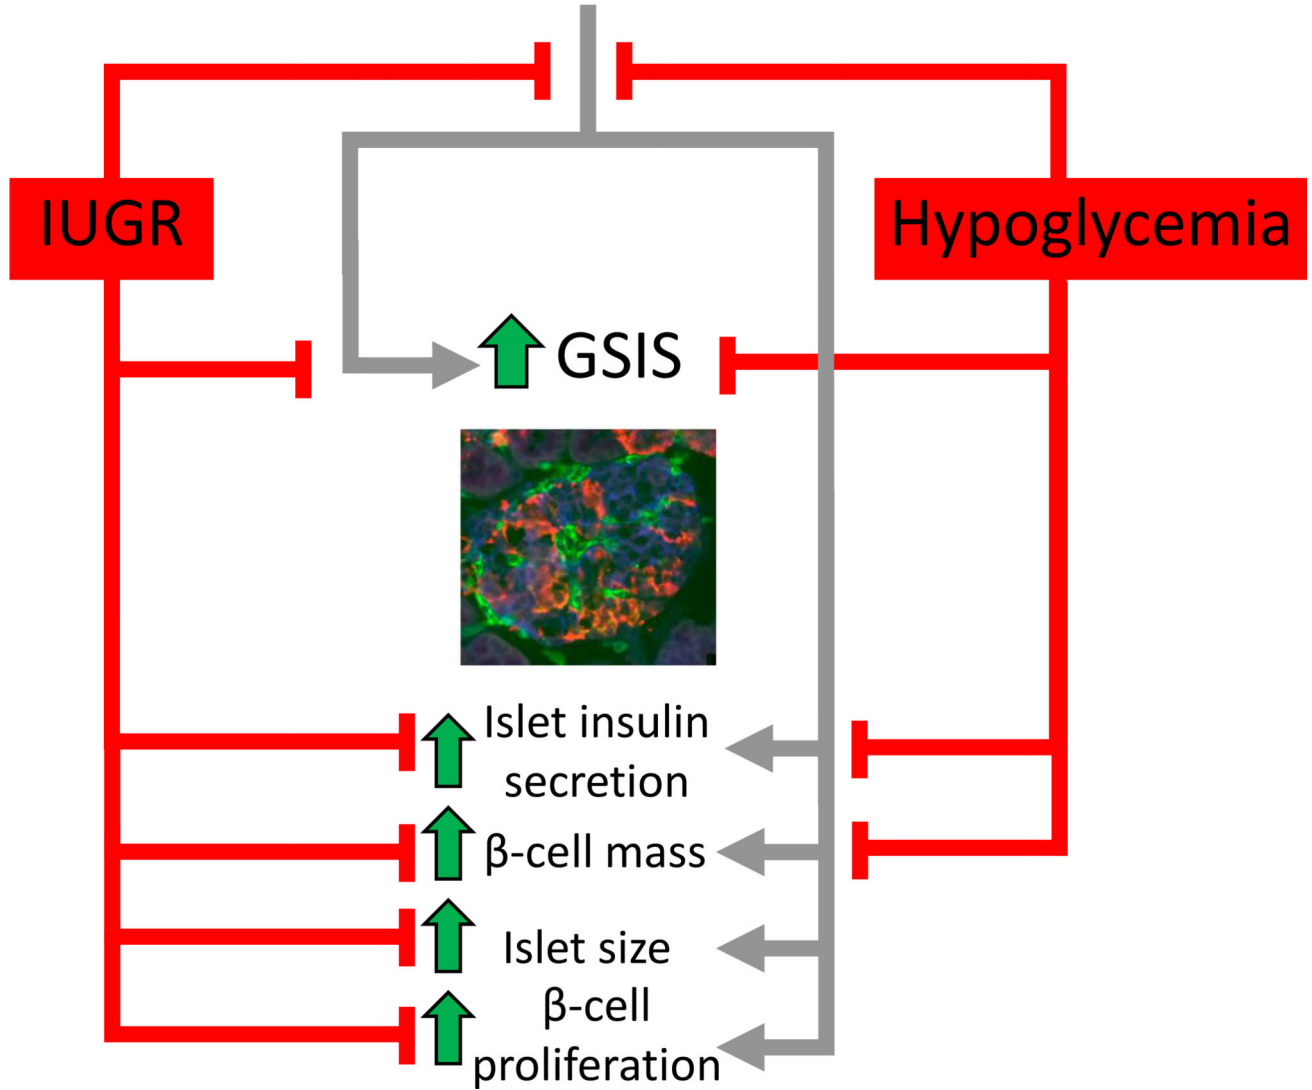 IUGR
Hypoglycemia
GSIS
Islet insulin
secretion
β-cell mass
Islet size
β-cell
proliferation